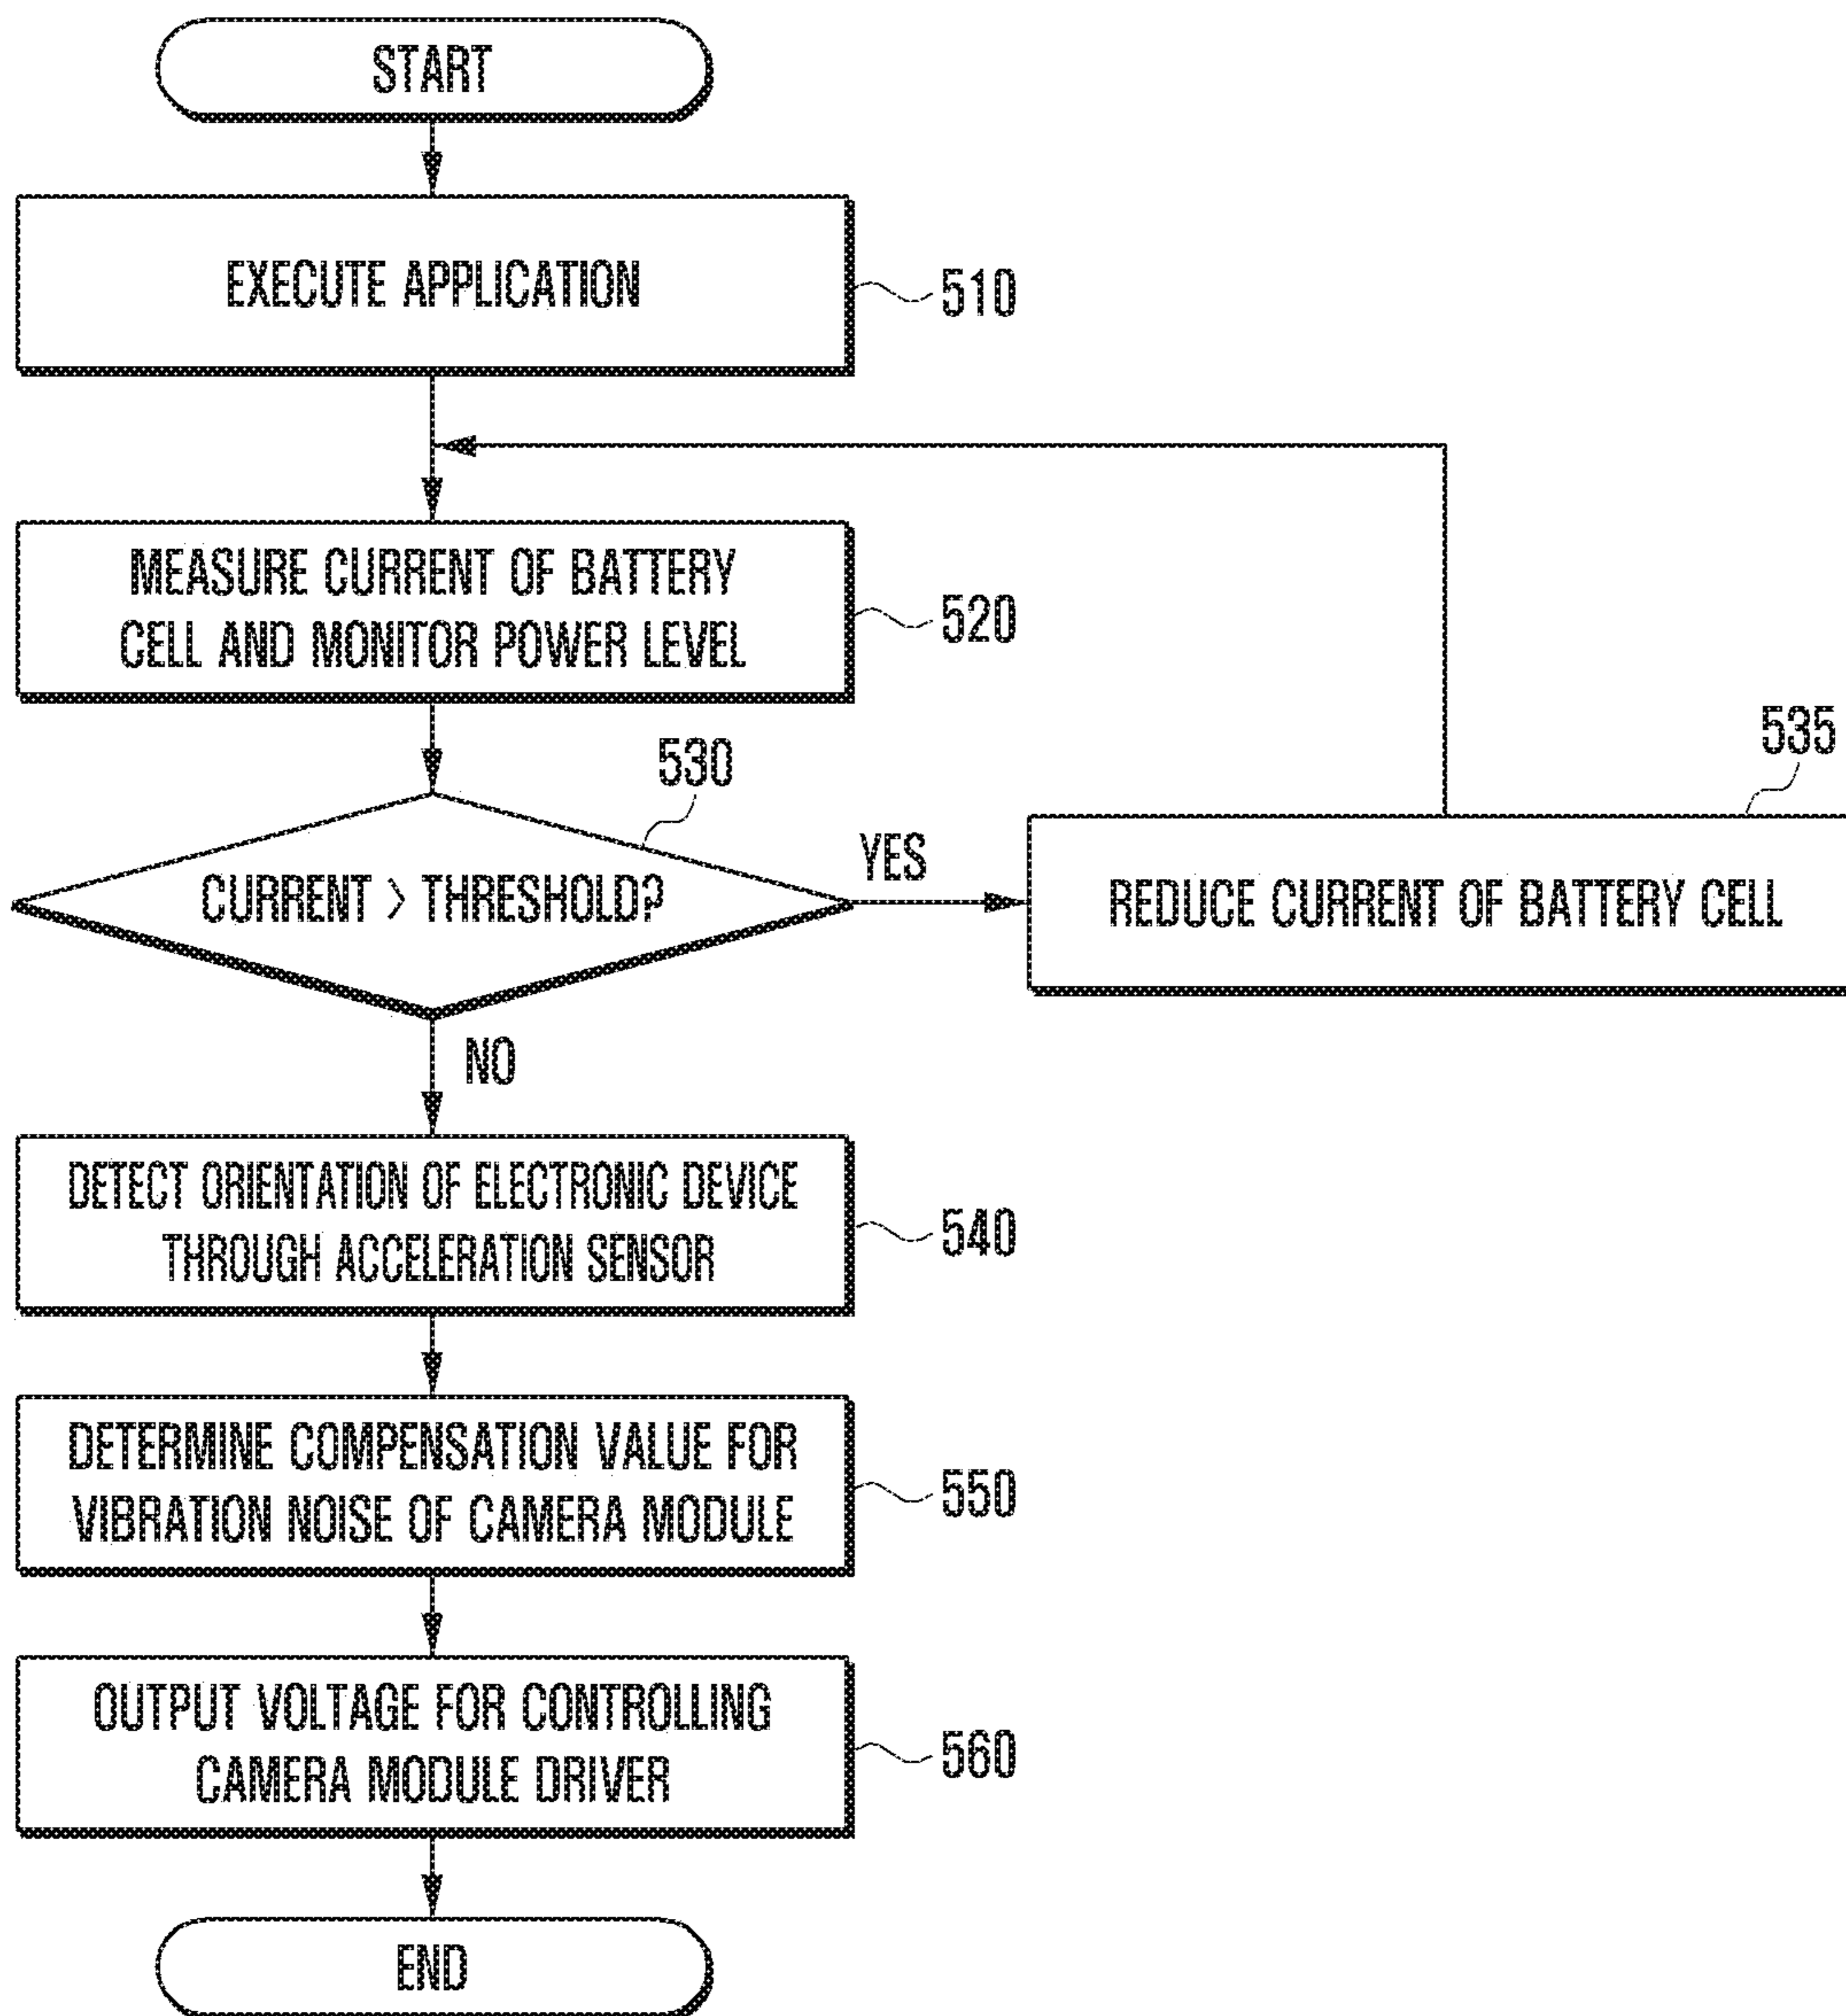 START
EXECUTE APPLICATION
510
MEASURE CURRENT OF BATTERY
CELL AND MONITOR POWER LEVEL
520
530
CURRENT > THRESHOLD?
YES
535
REDUCE CURRENT OF BATTERY CELL
NO
DETECT ORIENTATION OF ELECTRONIC DEVICE
THROUGH ACCELERATION SENSOR
540
DETERMINE COMPENSATION VALUE FOR
VIBRATION NOISE OF CAMERA MODULE
550
OUTPUT VOLTAGE FOR CONTROLLING
CAMERA MODULE DRIVER
560
END